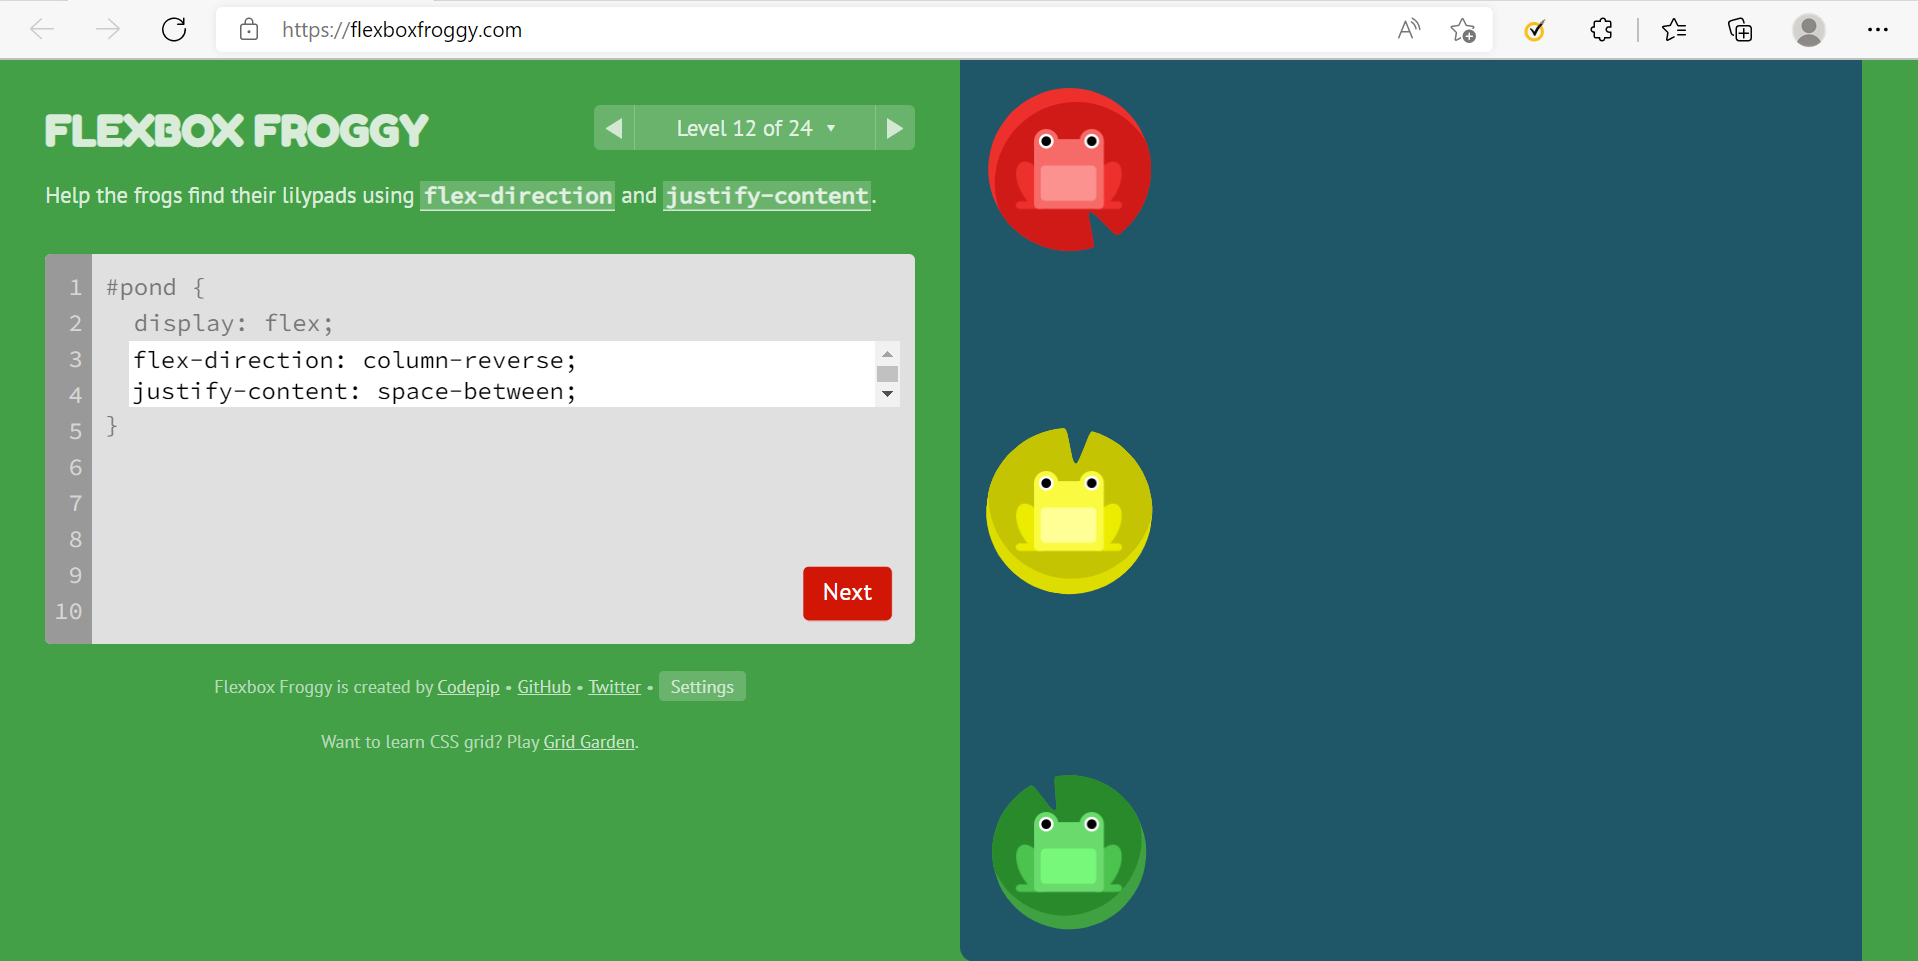 https://flexboxfroggy.com
FLEXBOX FROGGY
Level 12 of 24
Help the frogs find their lilypads using flex-direction and justify-content.
1 #pond {
2 display: flex;
3 flex-direction: column-reverse;
4 justify-content: space-between;
5 }
6
7
8
9
10
Next
Flexbox Froggy is created by Codepip • GitHub • Twitter • Settings
Want to learn CSS grid? Play Grid Garden.